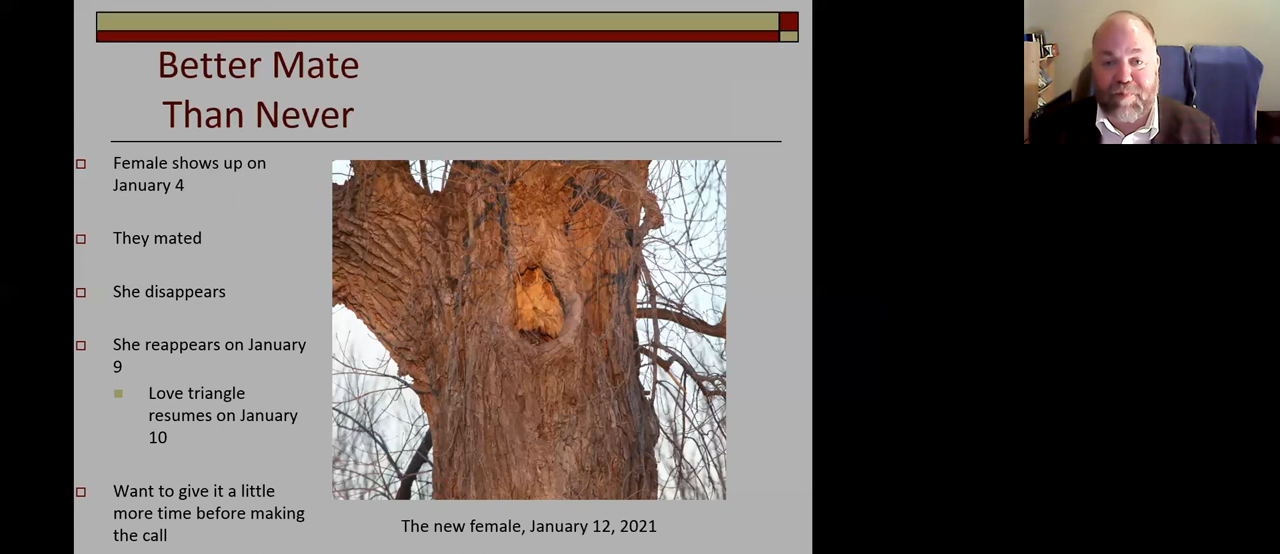 Better Mate
Than Never
Female shows up on
January 4
They mated
She disappears
She reappears on January
9
Love triangle
resumes on January
10
Want to give it a little
more time before making
the call
The new female, January 12, 2021